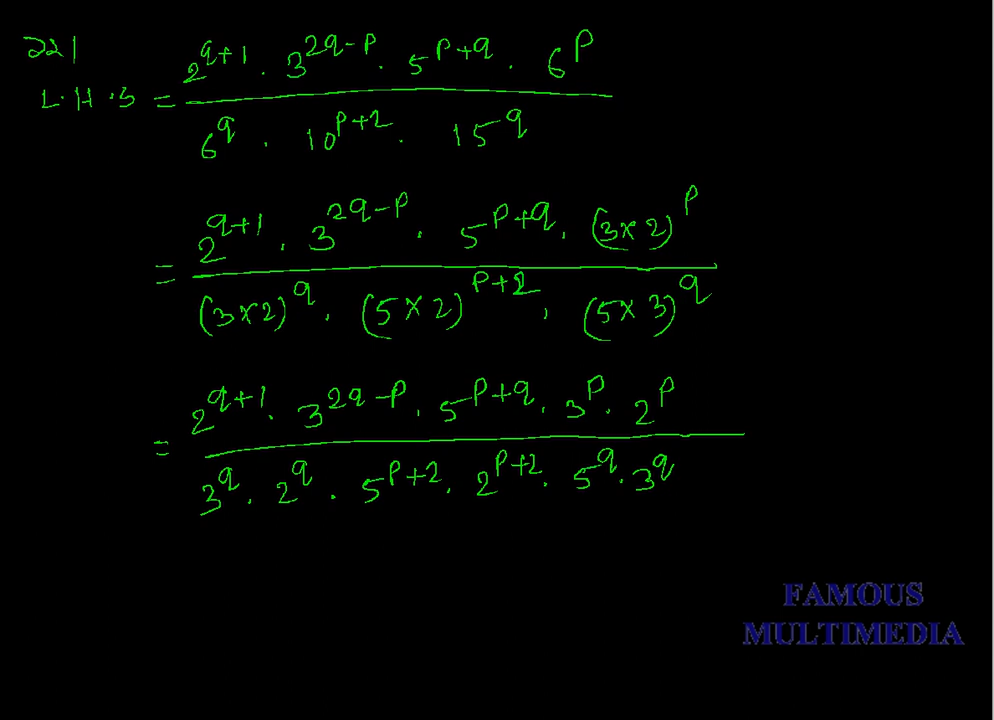 22|
L.H.S = 2^{q+1} . 3^{2q-p} . 5^{p+q} . 6^p
6^q . 10^{p+2} . 15^q
= 2^{q+1} . 3^{2q-p} . 5^{p+q} . (3×2)^p
(3×2)^q . (5×2)^{p+2} . (5×3)^q
= 2^{q+1} . 3^{2q-p} . 5^{p+q} . 3^p . 2^p
3^q . 2^q . 5^{p+2} . 2^{p+2} . 5^q . 3^q
FAMOUS
MULTIMEDIA